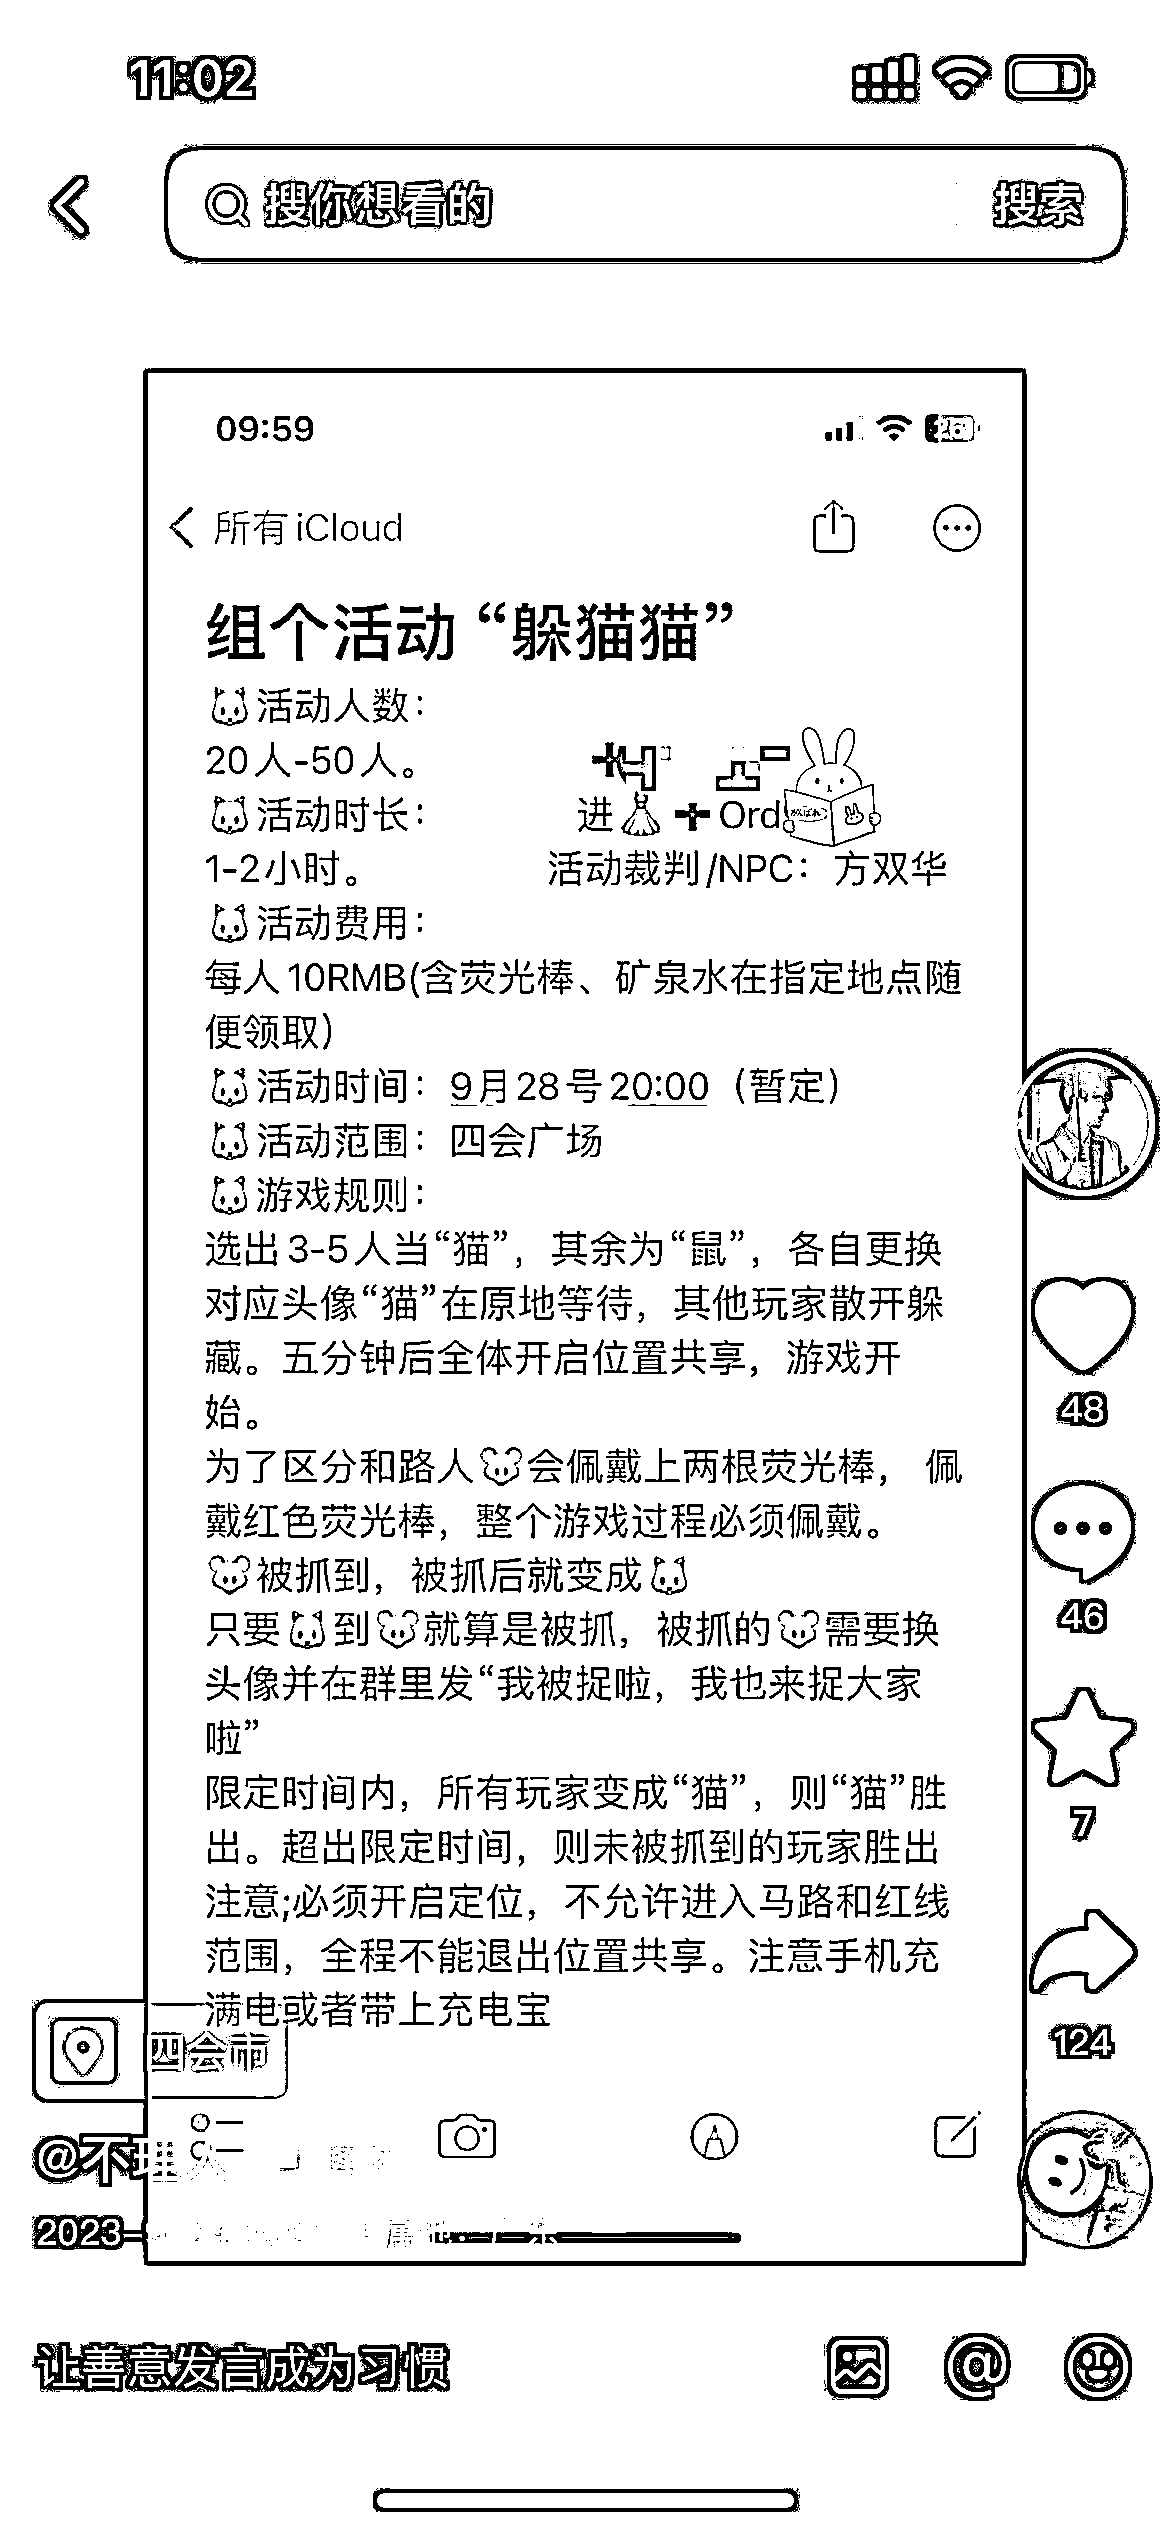 11:02
搜你想看的 搜索
09:59
26
所有 iCloud
组个活动“躲猫猫”
活动人数：
20人-50人。
活动时长：
进 Ord
1-2小时。
活动裁判/NPC：方双华
活动费用：
每人10RMB(含荧光棒、矿泉水在指定地点随
便领取）
活动时间：9月28号20:00（暂定）
活动范围：四会广场
游戏规则：
选出3-5人当“猫”，其余为“鼠”，各自更换
对应头像“猫”在原地等待，其他玩家散开躲
藏。五分钟后全体开启位置共享，游戏开
始。
为了区分和路人🐭会佩戴上两根荧光棒， 佩
戴红色荧光棒，整个游戏过程必须佩戴。
🐭被抓到，被抓后就变成🐱
只要🐱到🐭就算是被抓，被抓的🐭需要换
头像并在群里发“我被捉啦，我也来捉大家
啦”
限定时间内，所有玩家变成“猫”，则“猫”胜
出。超出限定时间，则未被抓到的玩家胜出
注意;必须开启定位，不允许进入马路和红线
范围，全程不能退出位置共享。注意手机充
满电或者带上充电宝
四会市
@不理
2023-
48
46
7
124
让善意发言成为习惯